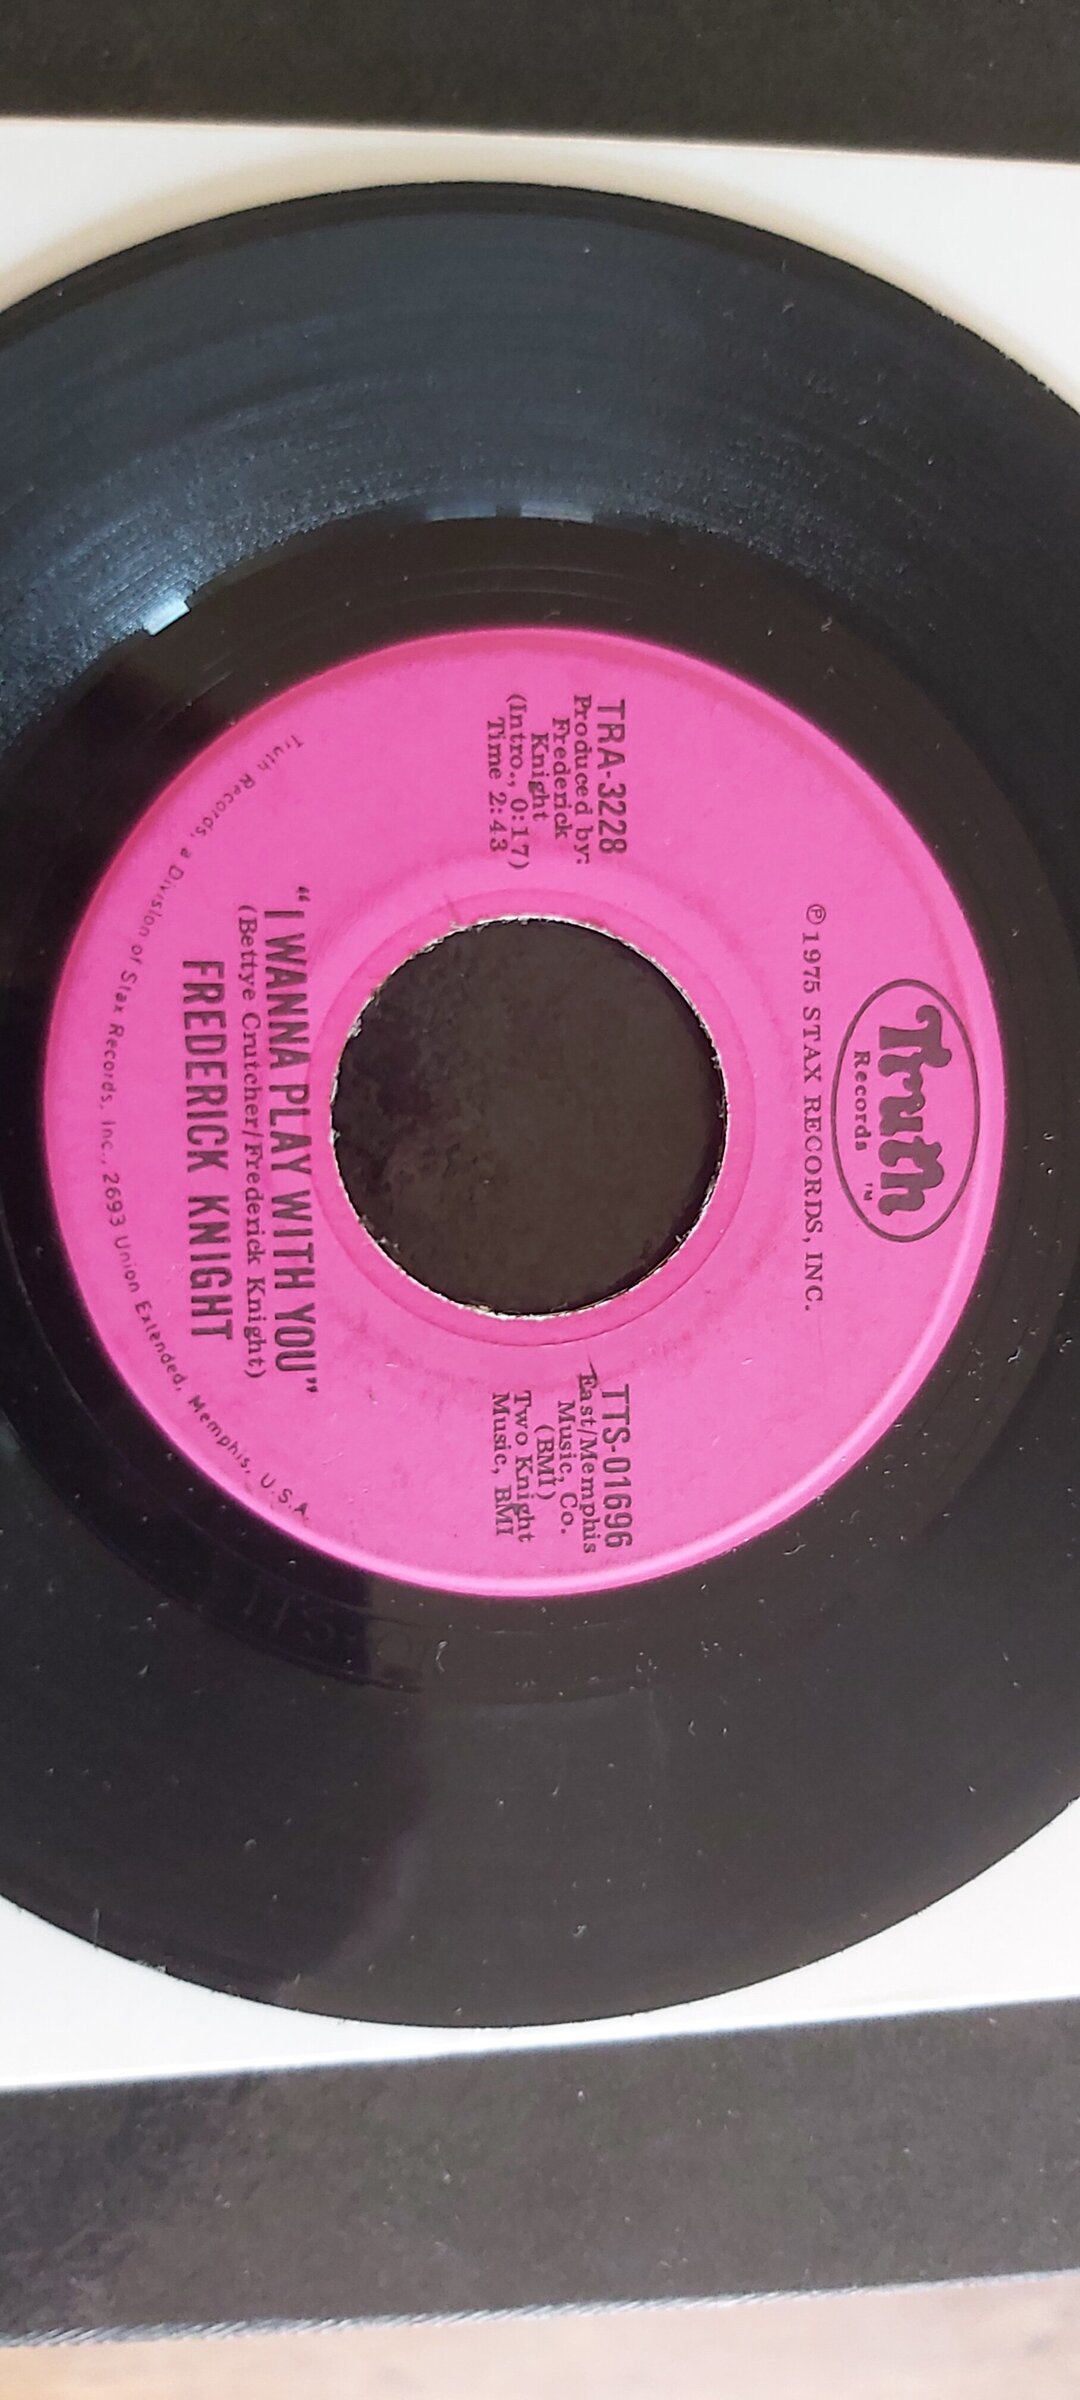 Truth
Records ™
℗ 1975 STAX RECORDS, INC.
TRA-3228
Produced by:
Frederick
Knight
(Intro., 0:17)
Time 2:43
TTS-01696
East/Memphis
Music, Co.
(BMI)
Two Knight
Music, BMI
"I WANNA PLAY WITH YOU"
(Bettye Crutcher/Frederick Knight)
FREDERICK KNIGHT
Truth Records, a Division of Stax Records, Inc., 2693 Union Extended, Memphis, U.S.A.